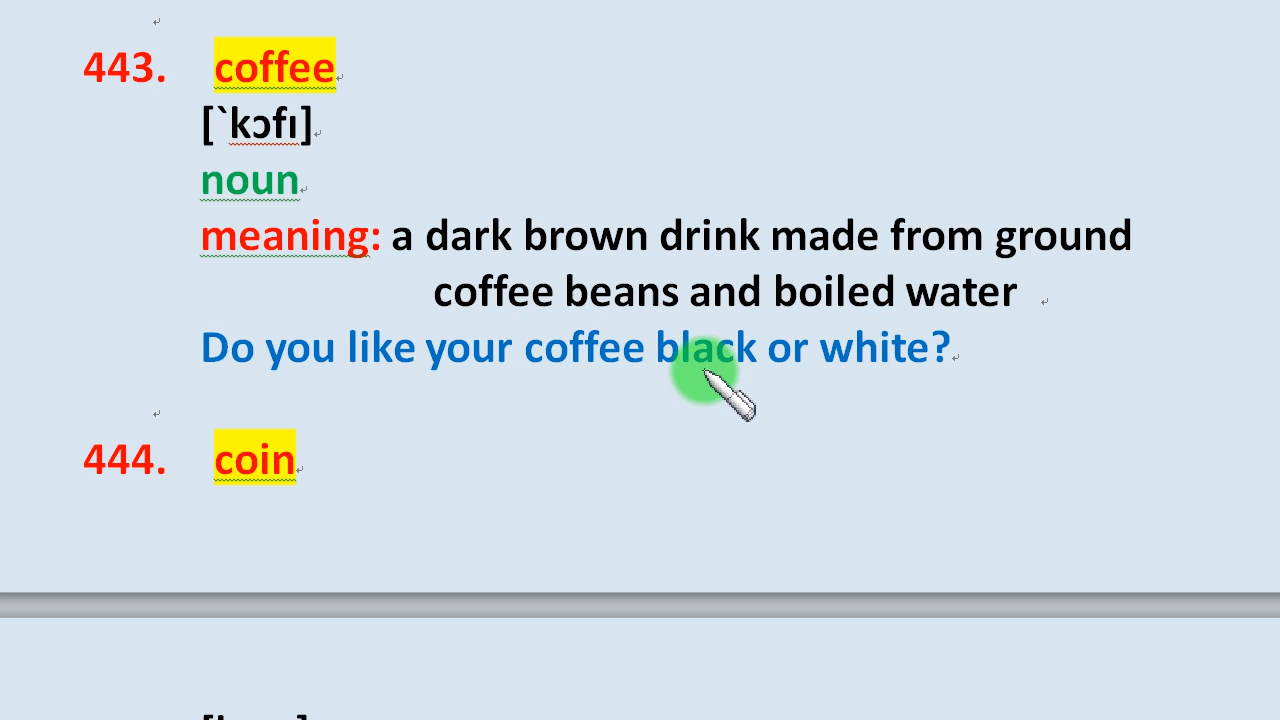 443. coffee
[`kɔfɪ]
noun
meaning: a dark brown drink made from ground
coffee beans and boiled water
Do you like your coffee black or white?
444. coin